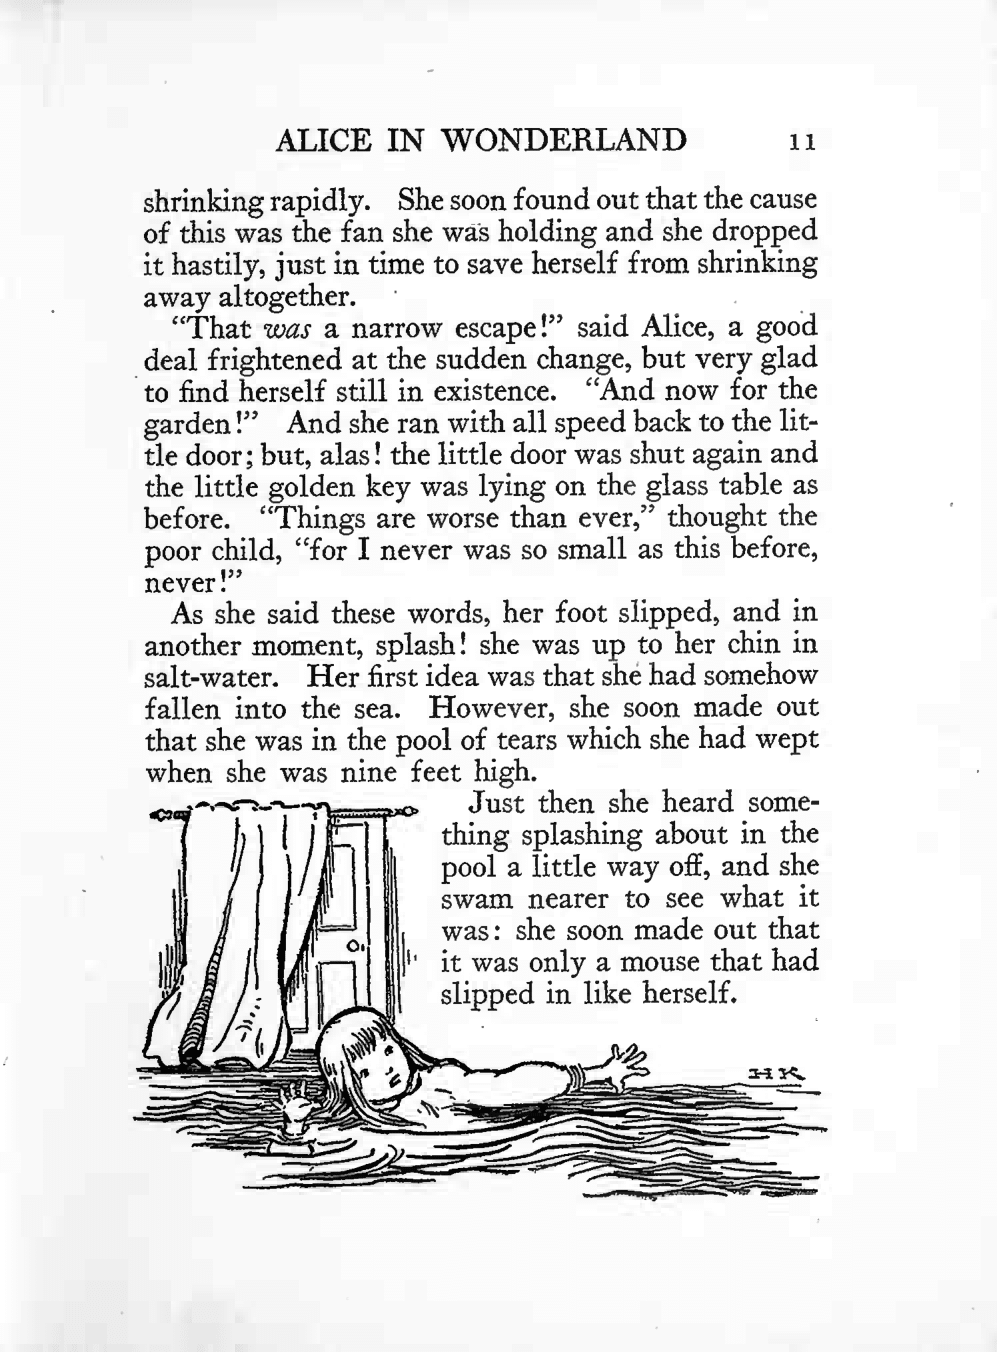 ALICE IN WONDERLAND 11
shrinking rapidly. She soon found out that the cause
of this was the fan she was holding and she dropped
it hastily, just in time to save herself from shrinking
away altogether.
“That was a narrow escape!” said Alice, a good
deal frightened at the sudden change, but very glad
to find herself still in existence. “And now for the
garden!” And she ran with all speed back to the lit-
tle door; but, alas! the little door was shut again and
the little golden key was lying on the glass table as
before. “Things are worse than ever,” thought the
poor child, “for I never was so small as this before,
never!”
As she said these words, her foot slipped, and in
another moment, splash! she was up to her chin in
salt-water. Her first idea was that she had somehow
fallen into the sea. However, she soon made out
that she was in the pool of tears which she had wept
when she was nine feet high.
Just then she heard some-
thing splashing about in the
pool a little way off, and she
swam nearer to see what it
was: she soon made out that
it was only a mouse that had
slipped in like herself.
HK